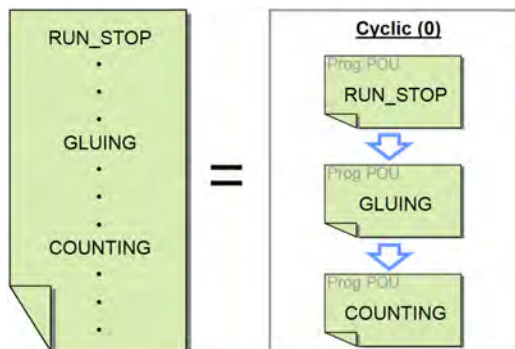 RUN_STOP
GLUING
COUNTING
=
Cyclic (0)
Prog.POU
RUN_STOP
Prog.POU
GLUING
Prog.POU
COUNTING